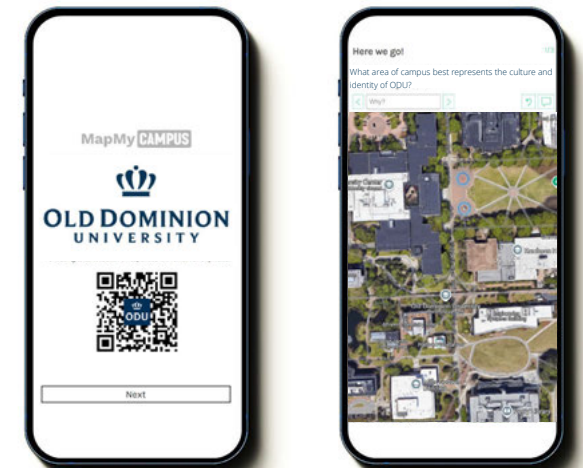 MapMy CAMPUS
OLD DOMINION
UNIVERSITY
ODU
Next
Here we go!
What area of campus best represents the culture and
identity of ODU?
Why?